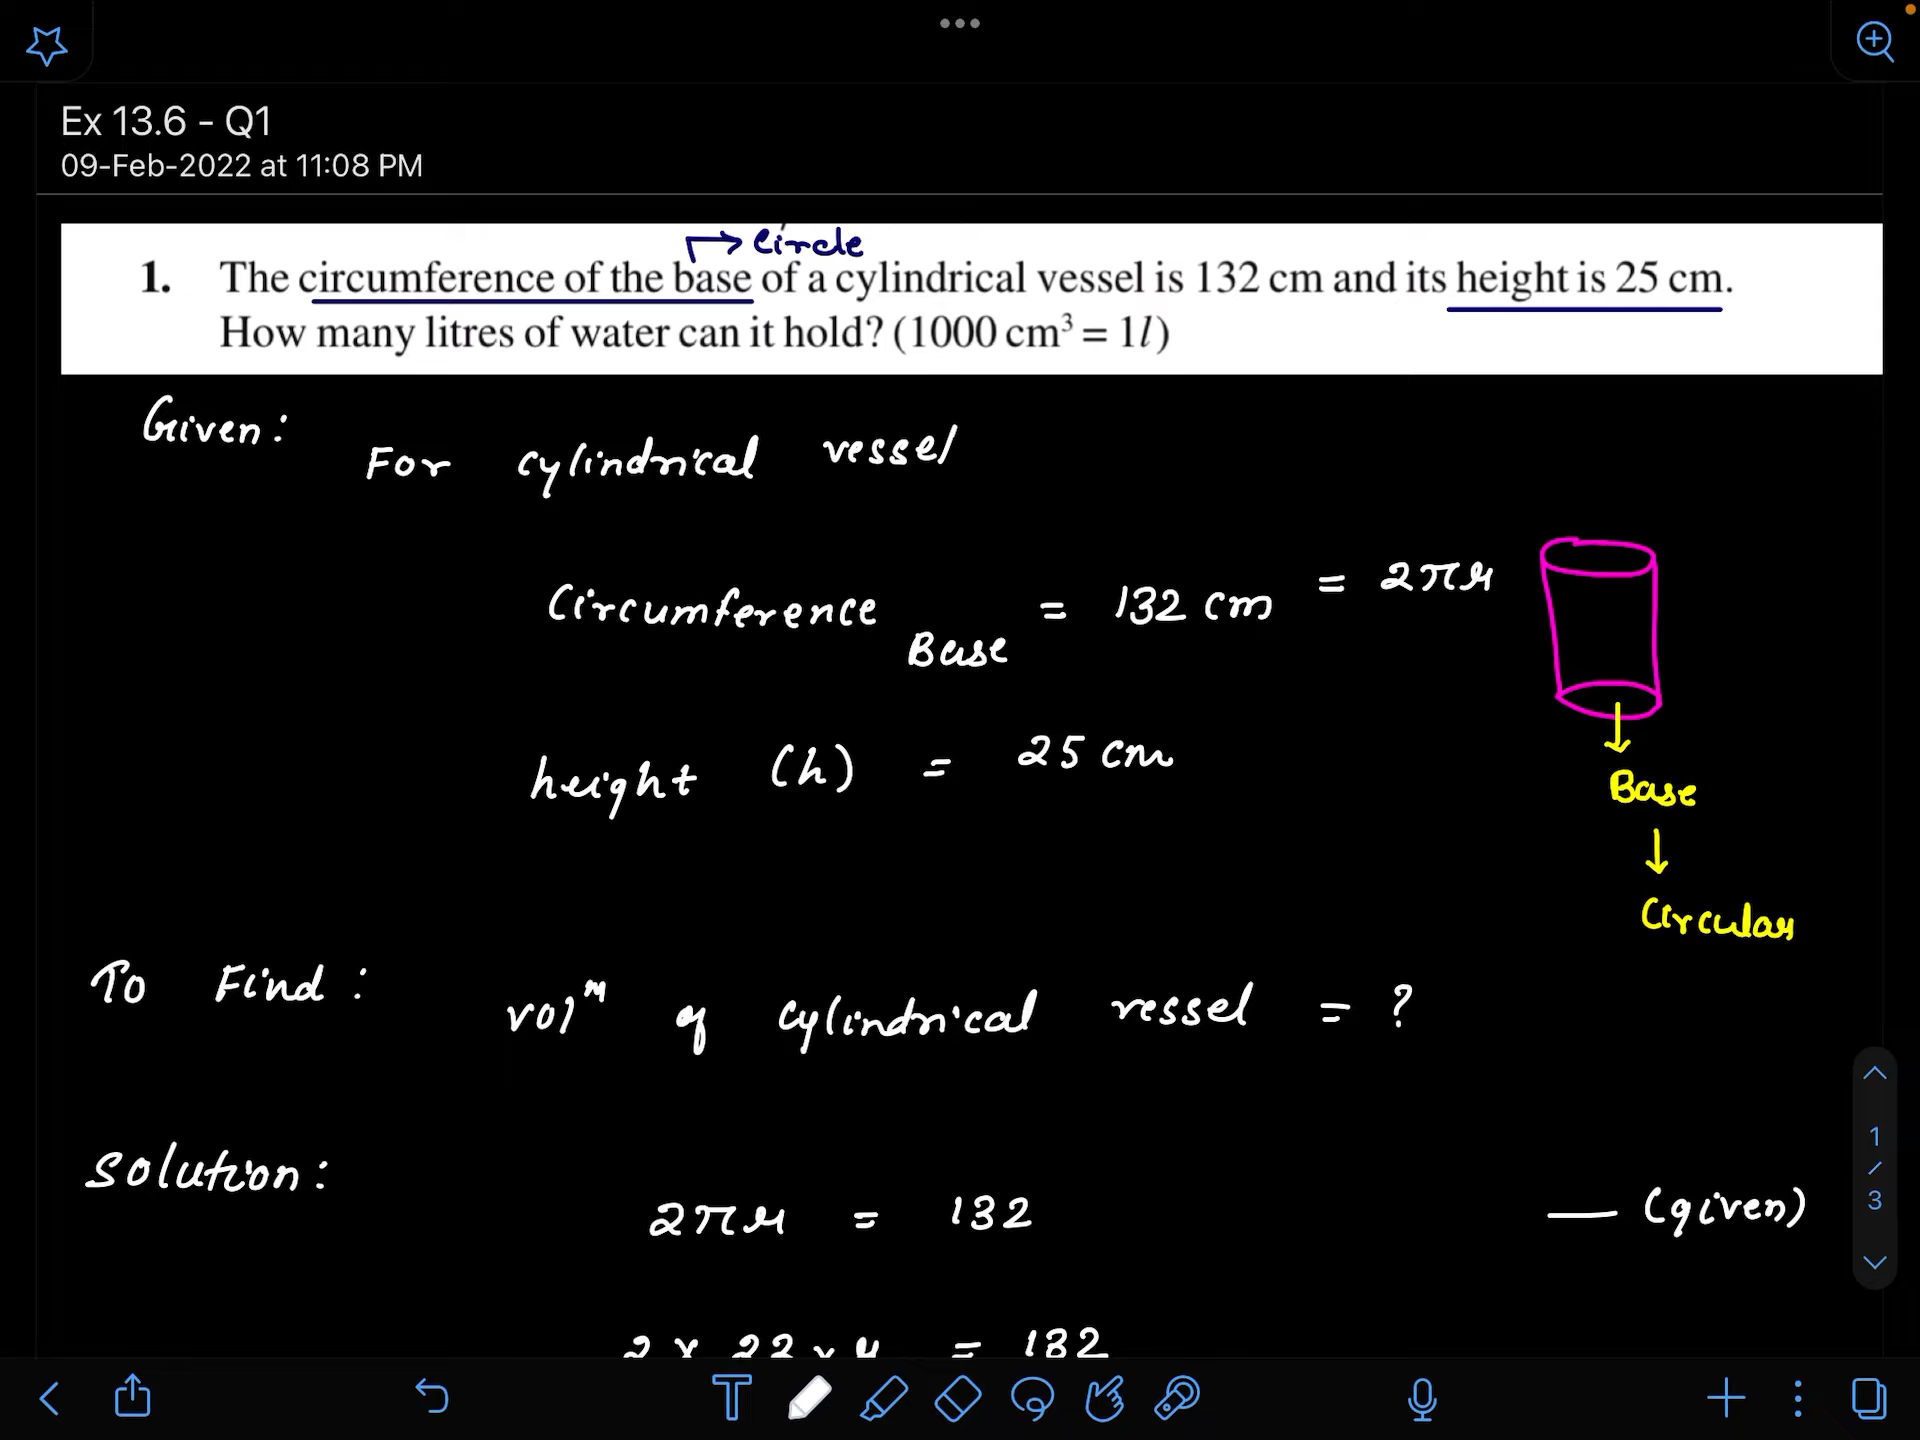 Ex 13.6 - Q1
09-Feb-2022 at 11:08 PM
→ Circle
1. The circumference of the base of a cylindrical vessel is 132 cm and its height is 25 cm.
How many litres of water can it hold? (1000 cm³ = 1l)
Given:
For cylindrical vessel
Circumference Base = 132 cm = 2πr
height (h) = 25 cm
↓
Base
↓
Circular
To Find:
volᵐ of cylindrical vessel = ?
Solution:
2πr = 132 — (given)
2 × 22 × r = 132
1
/
3
T